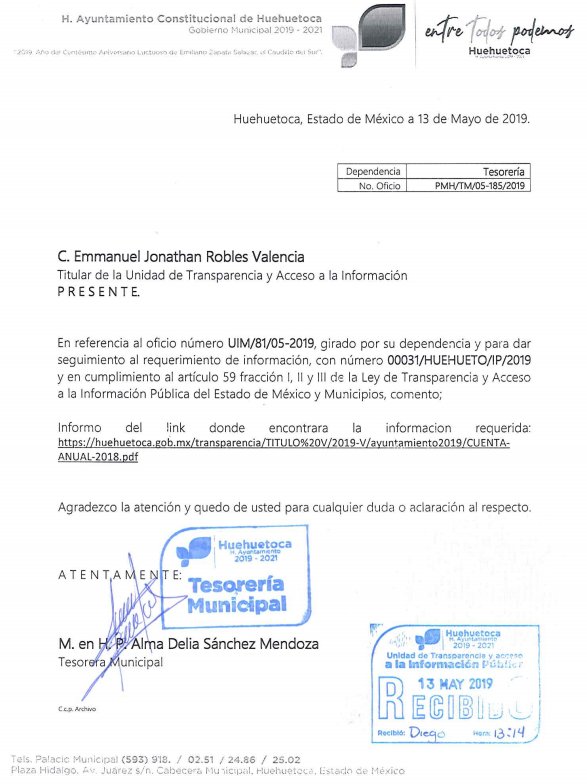 H. Ayuntamiento Constitucional de Huehuetoca
Gobierno Municipal 2019 - 2021
"2019. Año del Centésimo Aniversario Luctuoso de Emiliano Zapata Salazar, el Caudillo del Sur".
entre Todos podemos
Huehuetoca
Huehuetoca, Estado de México a 13 de Mayo de 2019.
Dependencia Tesorería
No. Oficio PMH/TM/05-185/2019
C. Emmanuel Jonathan Robles Valencia
Titular de la Unidad de Transparencia y Acceso a la Información
P R E S E N T E.
En referencia al oficio número UIM/81/05-2019, girado por su dependencia y para dar
seguimiento al requerimiento de información, con número 00031/HUEHUETO/IP/2019
y en cumplimiento al artículo 59 fracción I, II y III de la Ley de Transparencia y Acceso
a la Información Pública del Estado de México y Municipios, comento;
Informo del link donde encontrara la informacion requerida:
https://huehuetoca.gob.mx/transparencia/TITULO%20V/2019-V/ayuntamiento2019/CUENTA-
ANUAL-2018.pdf
Agradezco la atención y quedo de usted para cualquier duda o aclaración al respecto.
Huehuetoca
H. Ayuntamiento
2019 - 2021
Tesorería
Municipal
A T E N T A M E N T E:
M. en H. P. Alma Delia Sánchez Mendoza
Tesorera Municipal
C.c.p. Archivo
Huehuetoca
H. Ayuntamiento
2019 - 2021
Unidad de Transparencia y acceso
a la Información Pública
13 MAY 2019
RECIBIDO
Recibió: Diego Hora: 13:14
Tels. Palacio Municipal (593) 918. / 02.51 / 24.86 / 25.02
Plaza Hidalgo, Av. Juárez s/n. Cabecera Municipal, Huehuetoca, Estado de México